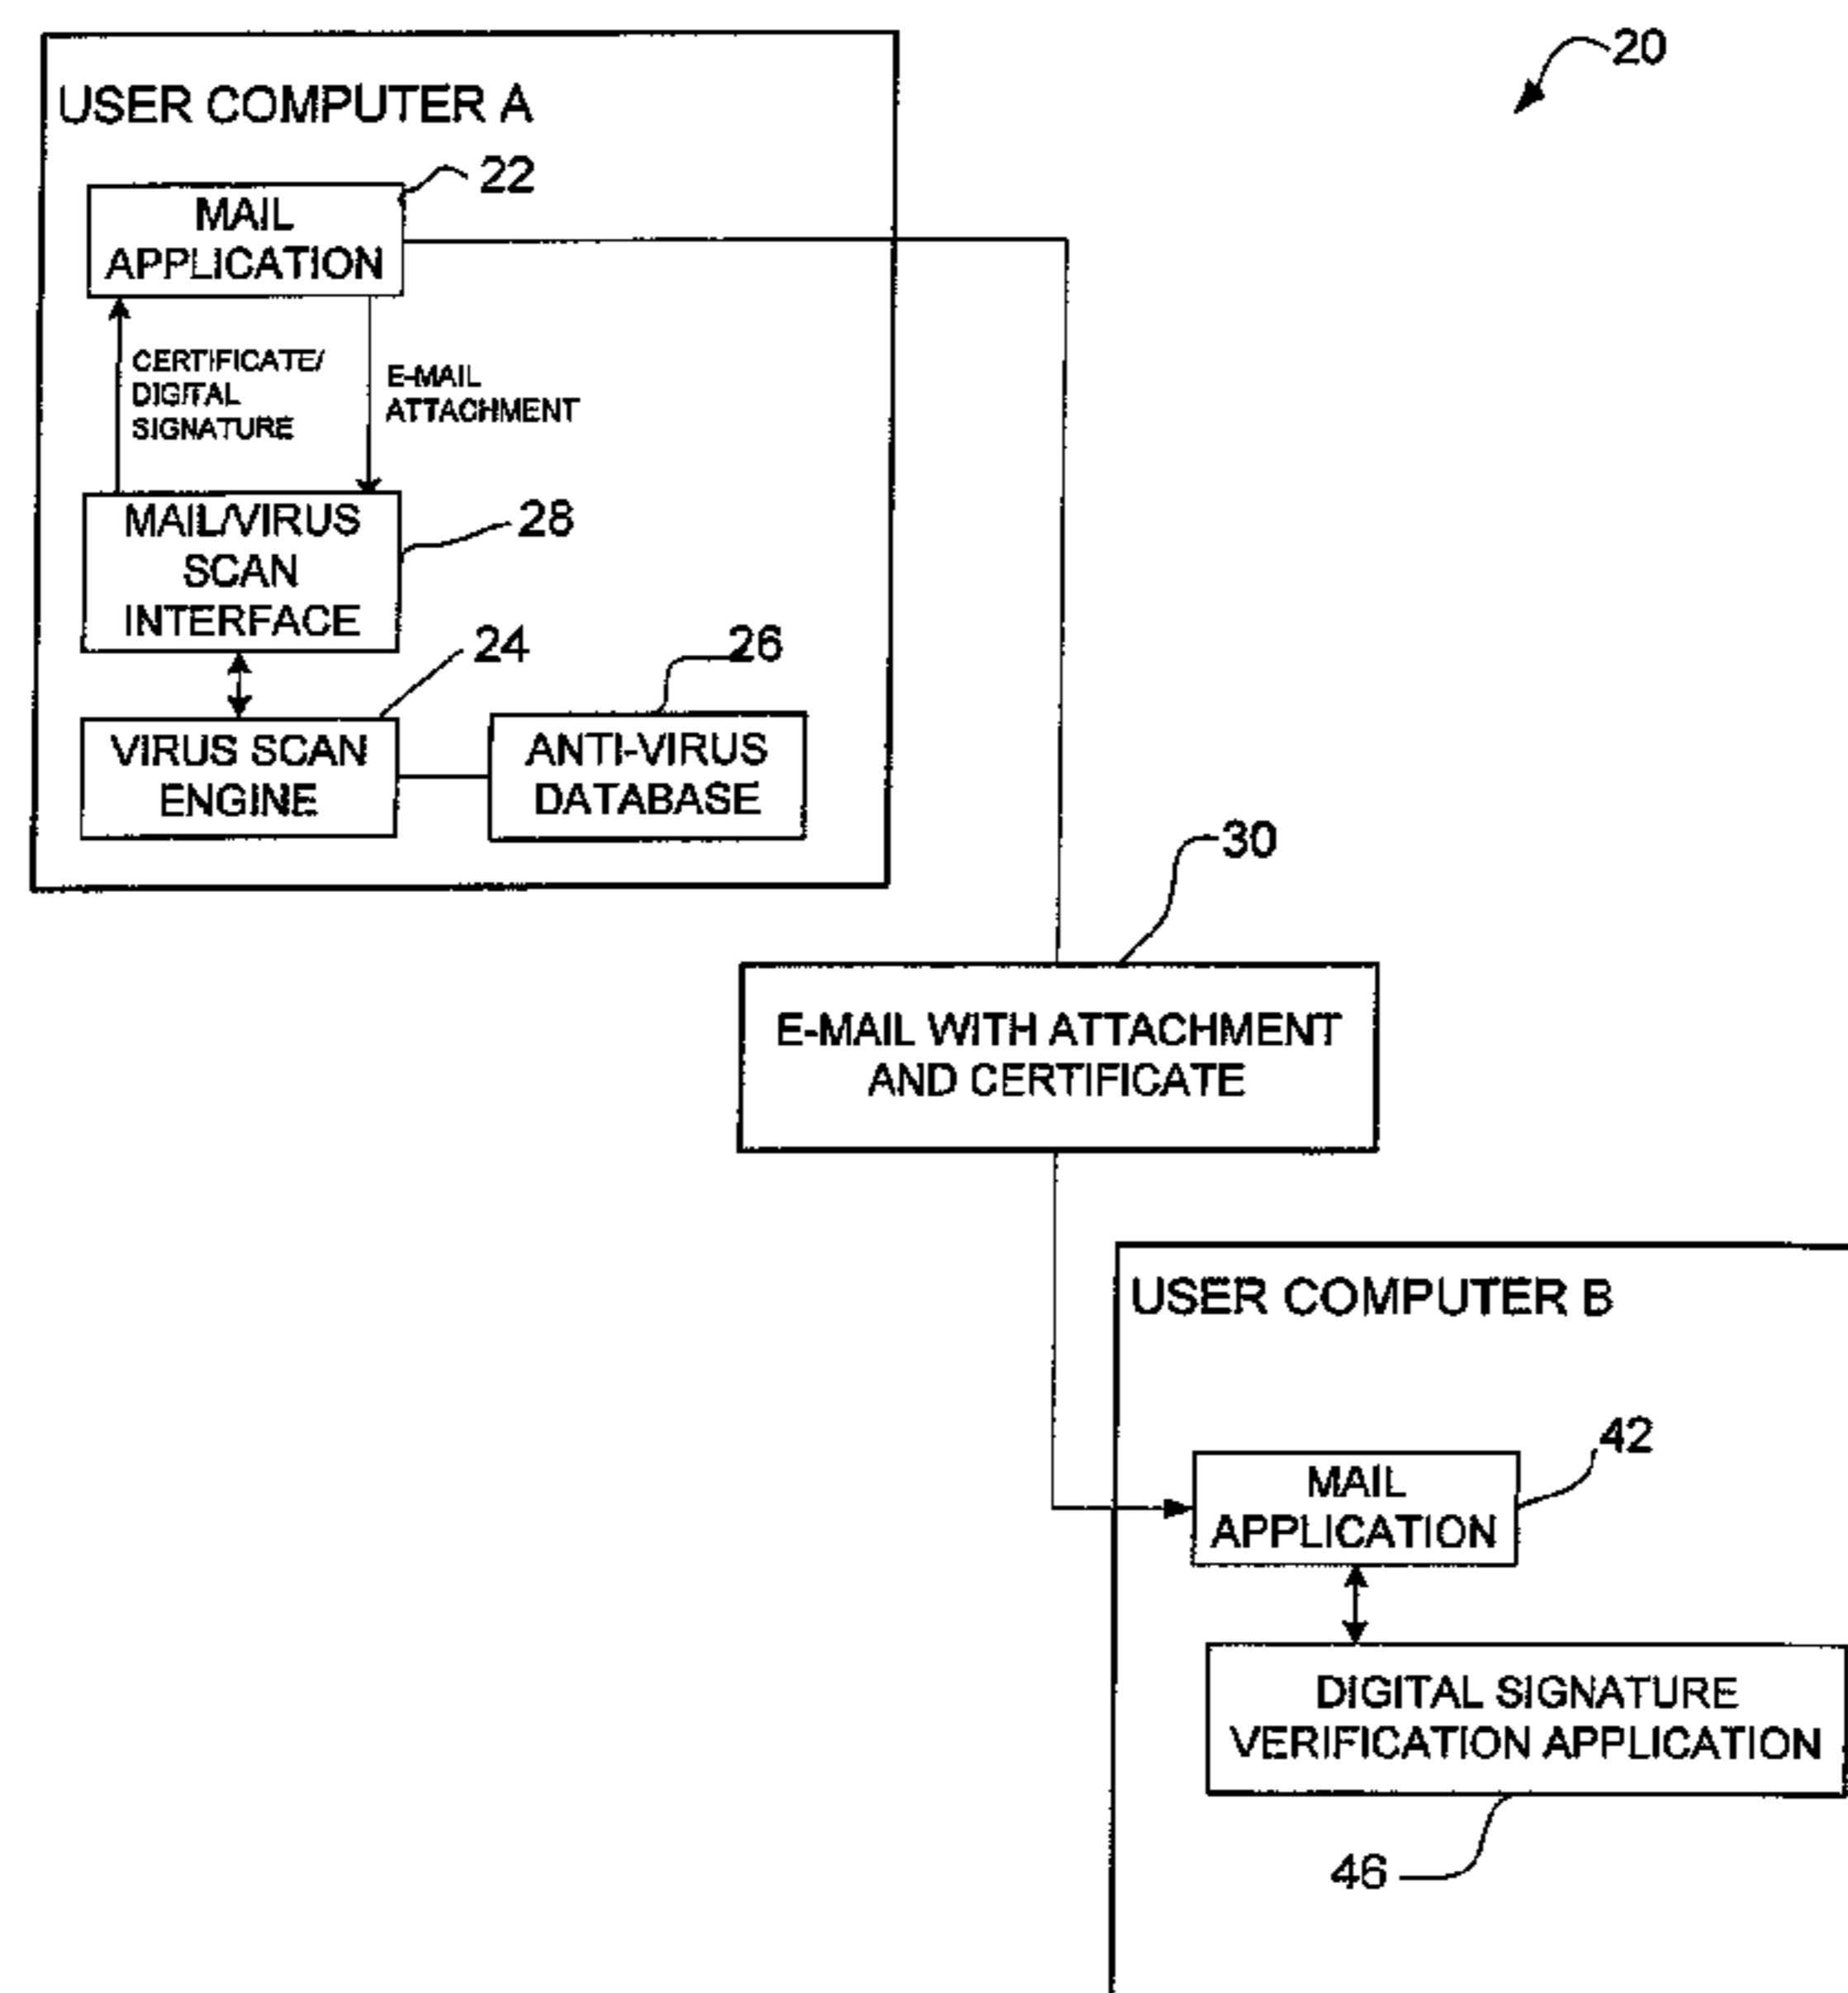 20
USER COMPUTER A
22
MAIL
APPLICATION
CERTIFICATE/
DIGITAL
SIGNATURE
E-MAIL
ATTACHMENT
28
MAIL/VIRUS
SCAN
INTERFACE
24
26
VIRUS SCAN
ENGINE
ANTI-VIRUS
DATABASE
30
E-MAIL WITH ATTACHMENT
AND CERTIFICATE
USER COMPUTER B
42
MAIL
APPLICATION
DIGITAL SIGNATURE
VERIFICATION APPLICATION
46